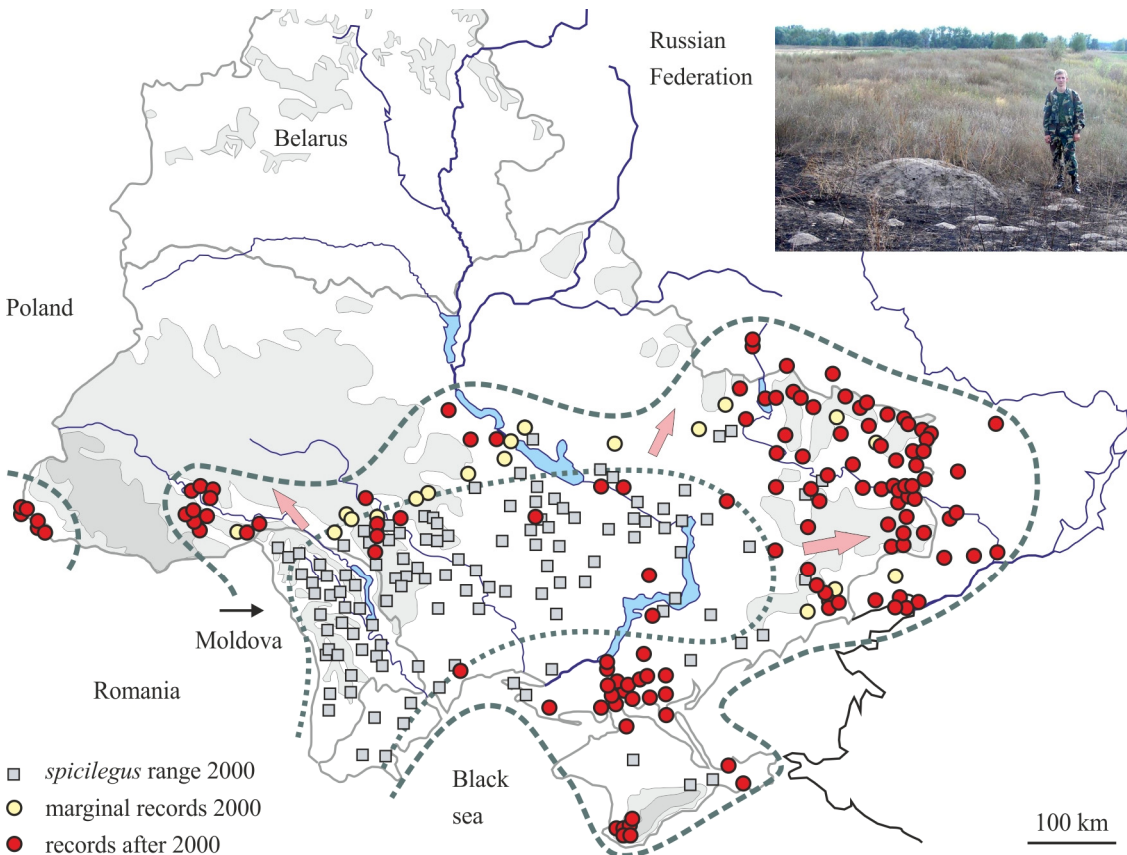 Russian
Federation
Belarus
Poland
Moldova
Romania
Black
sea
spicilegus range 2000
marginal records 2000
records after 2000
100 km